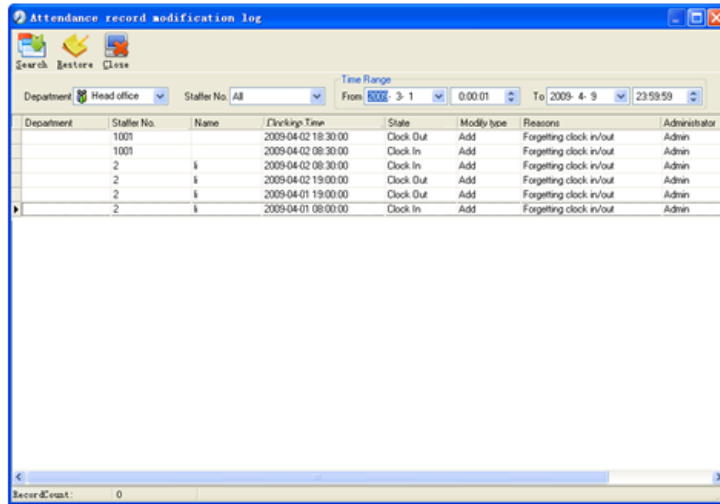 Attendance record modification log
Search Restore Close
Time Range
Department Head office Staffer No. All From 2009- 3- 1 0:00:01 To 2009- 4- 9 23:59:59
Department Staffer No. Name Clocking Time State Modify type Reasons Administrator
1001 2009-04-02 18:30:00 Clock Out Add Forgetting clock in/out Admin
1001 2009-04-02 08:30:00 Clock In Add Forgetting clock in/out Admin
2 li 2009-04-02 08:30:00 Clock In Add Forgetting clock in/out Admin
2 li 2009-04-02 19:00:00 Clock Out Add Forgetting clock in/out Admin
2 li 2009-04-01 19:00:00 Clock Out Add Forgetting clock in/out Admin
2 li 2009-04-01 08:00:00 Clock In Add Forgetting clock in/out Admin
RecordCount: 0